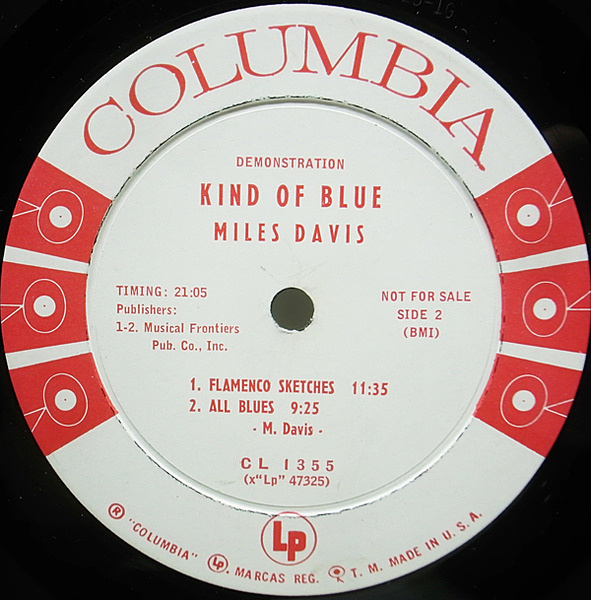 COLUMBIA
DEMONSTRATION
KIND OF BLUE
MILES DAVIS
TIMING: 21:05
Publishers:
1-2. Musical Frontiers
Pub. Co., Inc.
NOT FOR SALE
SIDE 2
(BMI)
1. FLAMENCO SKETCHES 11:35
2. ALL BLUES 9:25
- M. Davis -
CL 1355
(x"Lp" 47325)
Lp
® "COLUMBIA" Lp. MARCAS REG. T. M. MADE IN U. S. A.